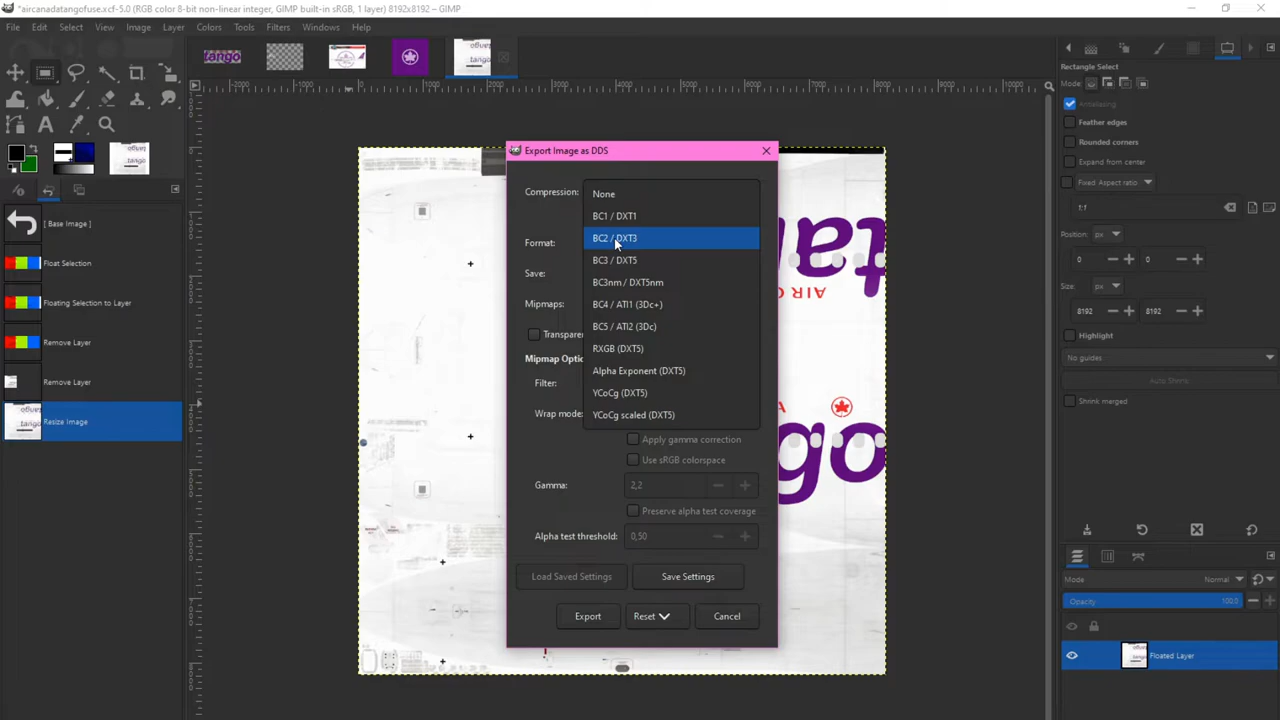 *aircanadatangofuse.xcf-5.0 (RGB color 8-bit non-linear integer, GIMP built-in sRGB, 1 layer) 8192x8192 – GIMP
File Edit Select View Image Layer Colors Tools Filters Windows Help
tango
Rectangle Select
Mode:
Antialiasing
Feather edges
Rounded corners
Expand from center
Fixed Aspect ratio
1:1
Position: px
0 0
Size: px
8192 8192
Highlight
No guides
Auto Shrink
Shrink merged
[ Base Image ]
Float Selection
Floating Selection to Layer
Remove Layer
Remove Layer
Resize Image
Export Image as DDS
Compression:
None
BC1 / DXT1
BC2 / DXT3
BC3 / DXT5
BC3nm / DXT5nm
BC4 / ATI1 (3Dc+)
BC5 / ATI2 (3Dc)
RXGB (DXT5)
Alpha Exponent (DXT5)
YCoCg (DXT5)
YCoCg scaled (DXT5)
Format:
Save:
Mipmaps:
Transparen
Mipmap Optio
Filter:
Wrap mode:
Apply gamma correction
Use sRGB colorspace
Gamma: 2,2
Preserve alpha test coverage
Alpha test threshold: 0,50
Load Saved Settings Save Settings
Export Reset Cancel
Mode Normal
Opacity 100.0
Floated Layer